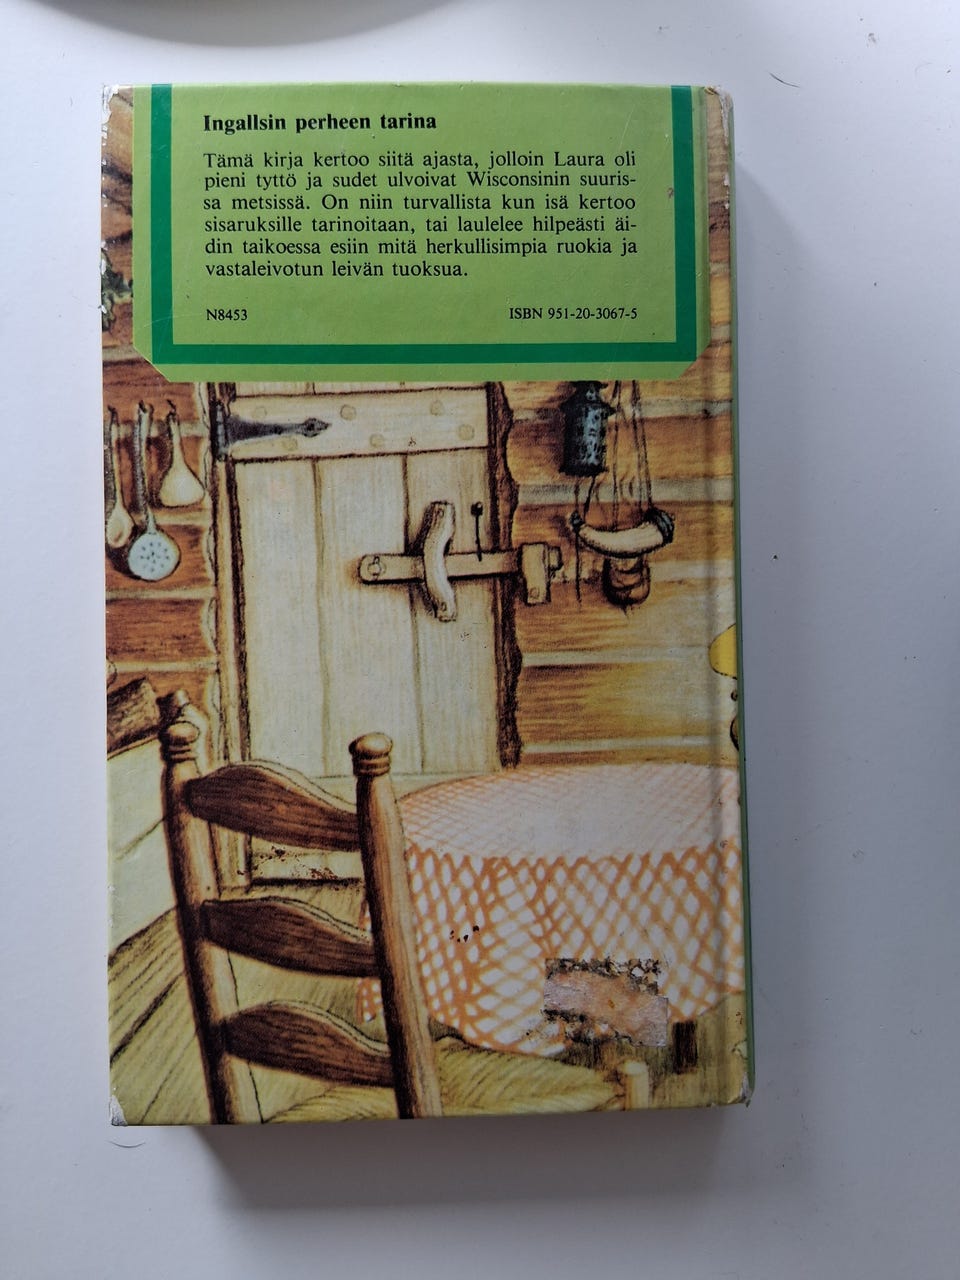 Ingallsin perheen tarina
Tämä kirja kertoo siitä ajasta, jolloin Laura oli
pieni tyttö ja sudet ulvoivat Wisconsinin suuris-
sa metsissä. On niin turvallista kun isä kertoo
sisaruksille tarinoitaan, tai laulelee hilpeästi äi-
din taikoessa esiin mitä herkullisimpia ruokia ja
vastaleivotun leivän tuoksua.
N8453
ISBN 951-20-3067-5